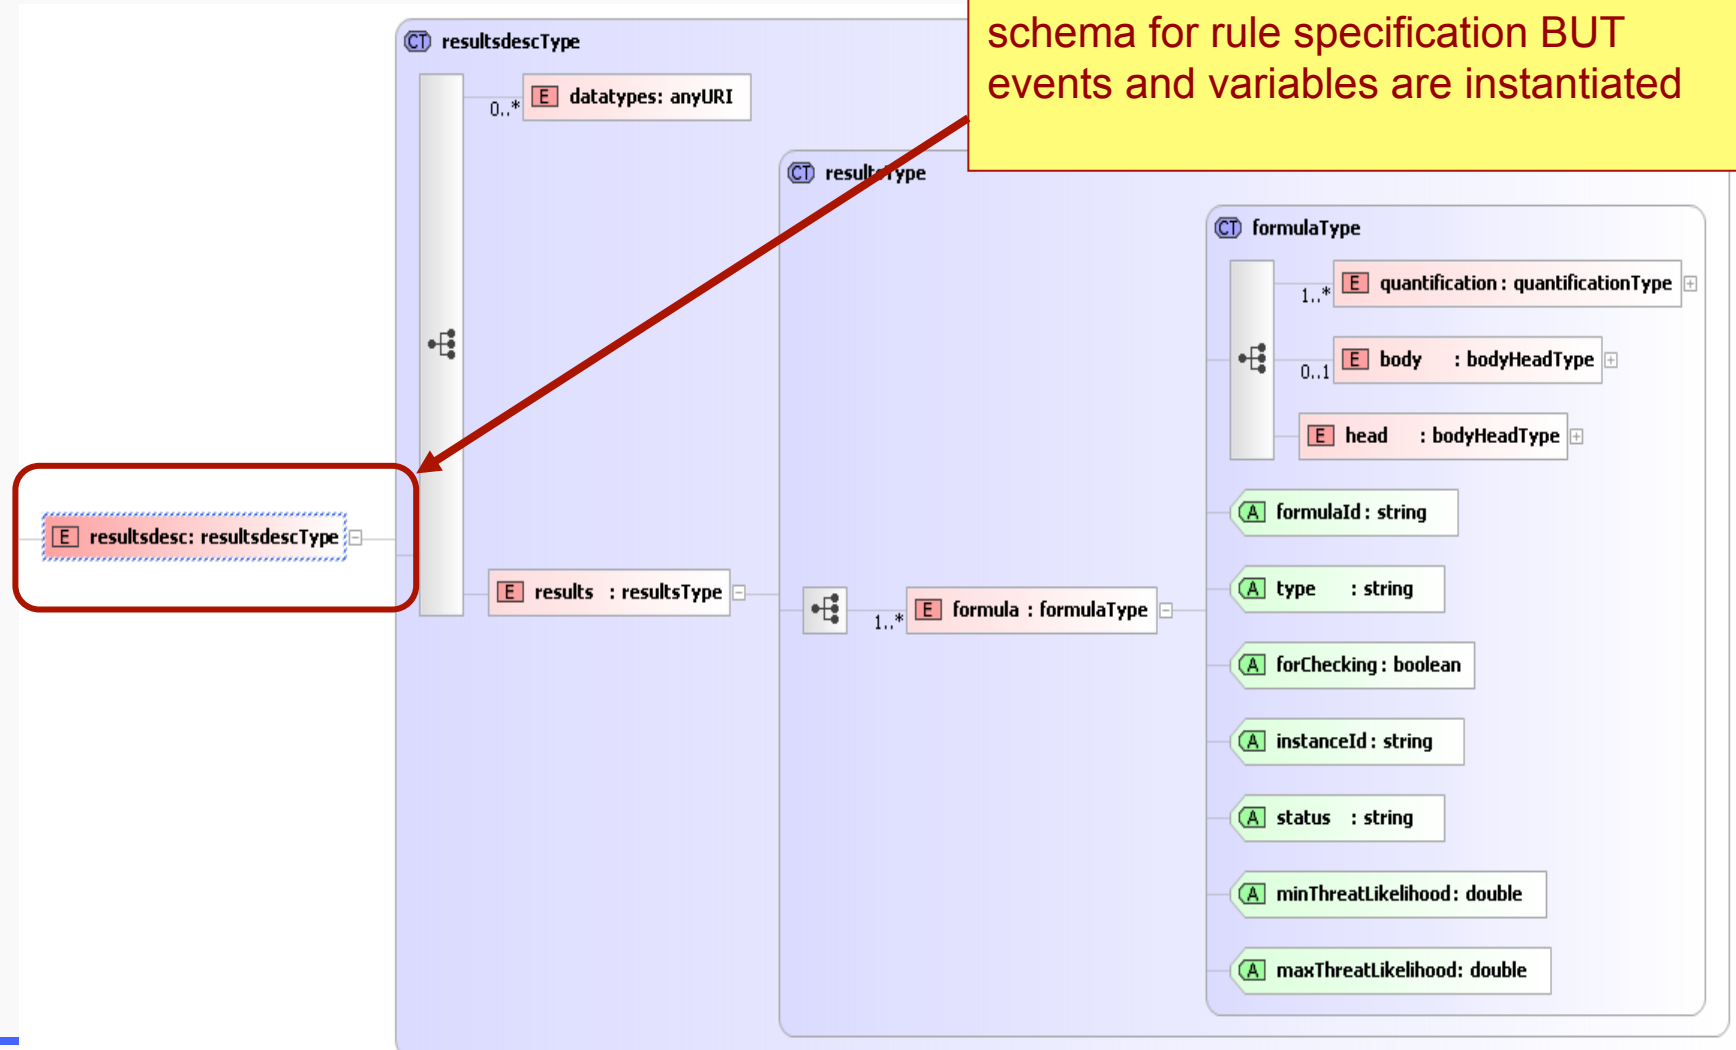 schema for rule specification BUT
events and variables are instantiated
CT resultsdescType
0..* E datatypes: anyURI
CT resultsType
CT formulaType
1..* E quantification : quantificationType
0..1 E body : bodyHeadType
E head : bodyHeadType
A formulaId : string
E resultsdesc: resultsdescType
E results : resultsType
1..* E formula : formulaType
A type : string
A forChecking : boolean
A instanceId : string
A status : string
A minThreatLikelihood : double
A maxThreatLikelihood: double